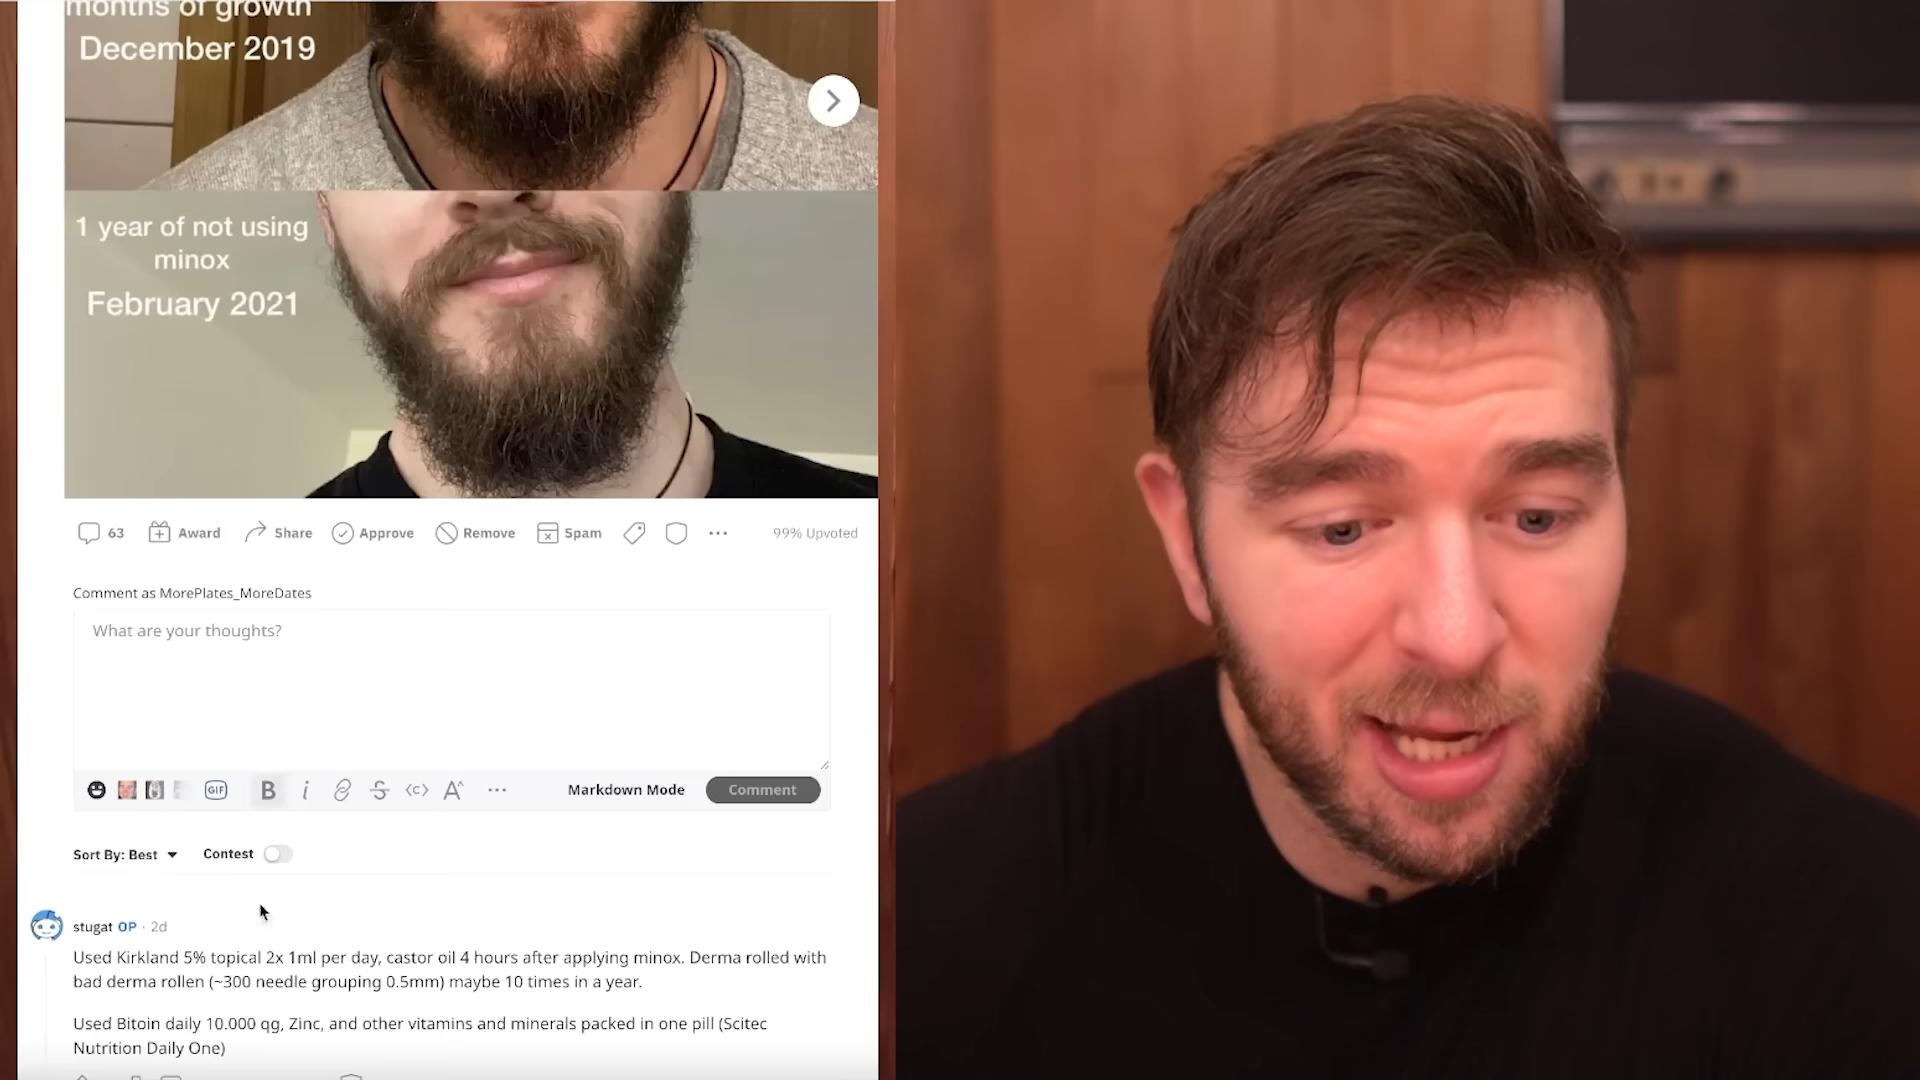 months of growth
December 2019
1 year of not using
minox
February 2021
63
Award
Share
Approve
Remove
Spam
99% Upvoted
Comment as MorePlates_MoreDates
What are your thoughts?
GIF
B i S <c> A^ ...
Markdown Mode
Comment
Sort By: Best
Contest
stugat OP · 2d
Used Kirkland 5% topical 2x 1ml per day, castor oil 4 hours after applying minox. Derma rolled with
bad derma rollen (~300 needle grouping 0.5mm) maybe 10 times in a year.
Used Bitoin daily 10.000 qg, Zinc, and other vitamins and minerals packed in one pill (Scitec
Nutrition Daily One)